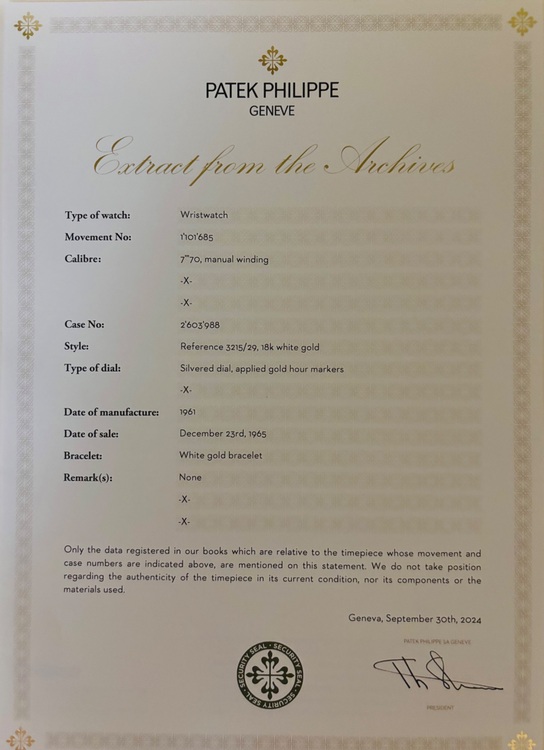 PATEK PHILIPPE
GENEVE
Extract from the Archives
Type of watch: Wristwatch
Movement No: 1'101'685
Calibre: 7'''70, manual winding
-X-
-X-
Case No: 2'603'988
Style: Reference 3215/29, 18k white gold
Type of dial: Silvered dial, applied gold hour markers
-X-
Date of manufacture: 1961
Date of sale: December 23rd, 1965
Bracelet: White gold bracelet
Remark(s): None
-X-
-X-
Only the data registered in our books which are relative to the timepiece whose movement and
case numbers are indicated above, are mentioned on this statement. We do not take position
regarding the authenticity of the timepiece in its current condition, nor its components or the
materials used.
Geneva, September 30th, 2024
PATEK PHILIPPE SA GENEVE
SECURITY SEAL · SECURITY SEAL · SECURITY SEAL ·
PRESIDENT